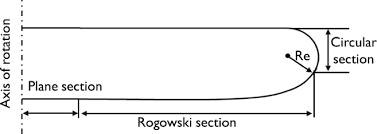 Axis of rotation
Re
Circular
section
Plane section
Rogowski section